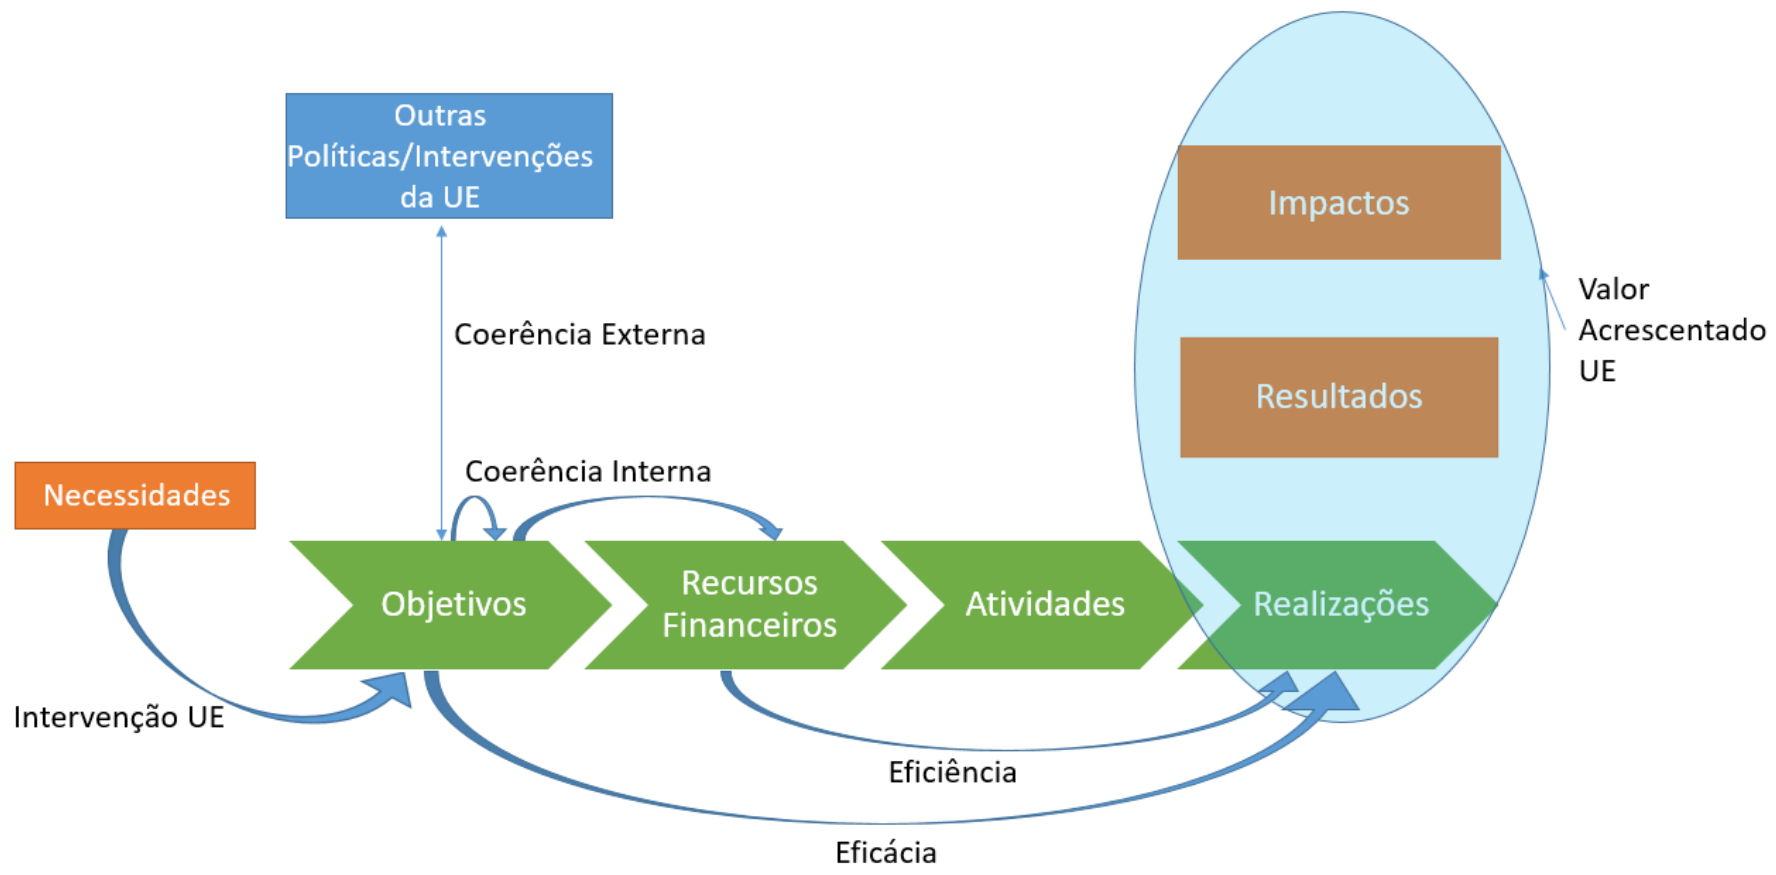 Outras
Políticas/Intervenções
da UE
Impactos
Valor
Acrescentado
UE
Coerência Externa
Resultados
Coerência Interna
Necessidades
Objetivos
Recursos
Financeiros
Atividades
Realizações
Intervenção UE
Eficiência
Eficácia